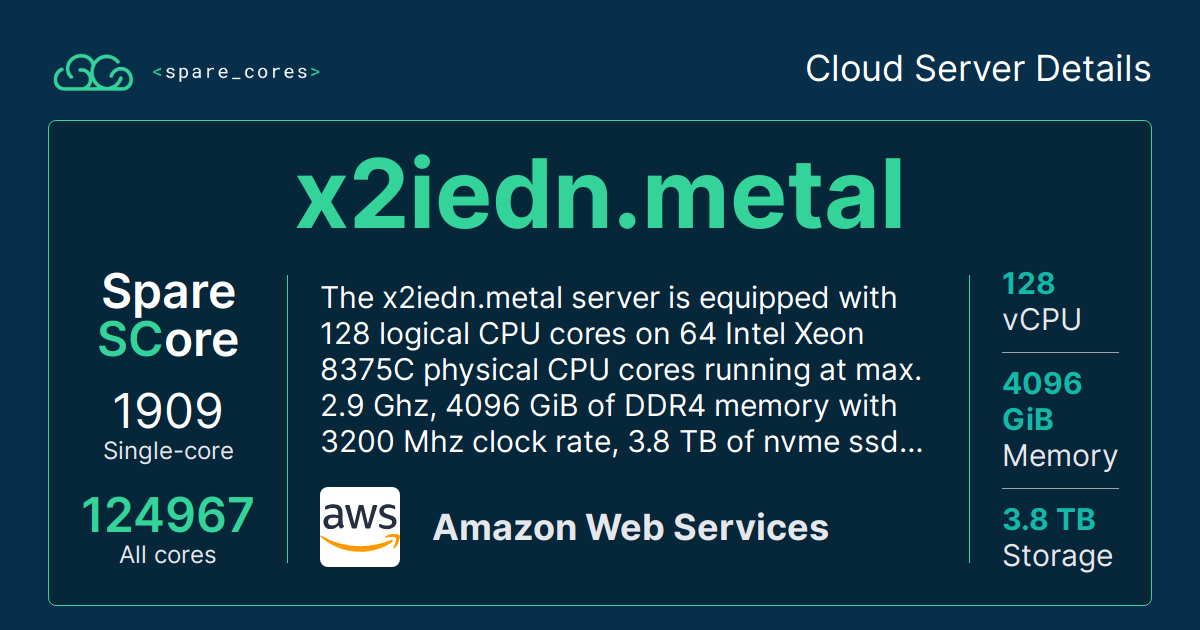 <spare_cores>
Cloud Server Details
x2iedn.metal
Spare
SCore
1909
Single-core
124967
All cores
The x2iedn.metal server is equipped with
128 logical CPU cores on 64 Intel Xeon
8375C physical CPU cores running at max.
2.9 Ghz, 4096 GiB of DDR4 memory with
3200 Mhz clock rate, 3.8 TB of nvme ssd...
aws
Amazon Web Services
128
vCPU
4096
GiB
Memory
3.8 TB
Storage